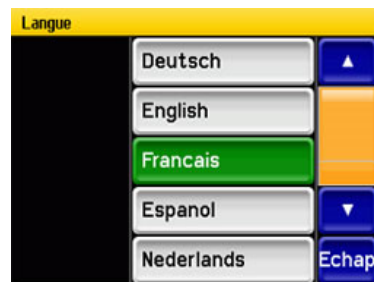 Langue
Deutsch
▲
English
Francais
Espanol
▼
Nederlands
Echap